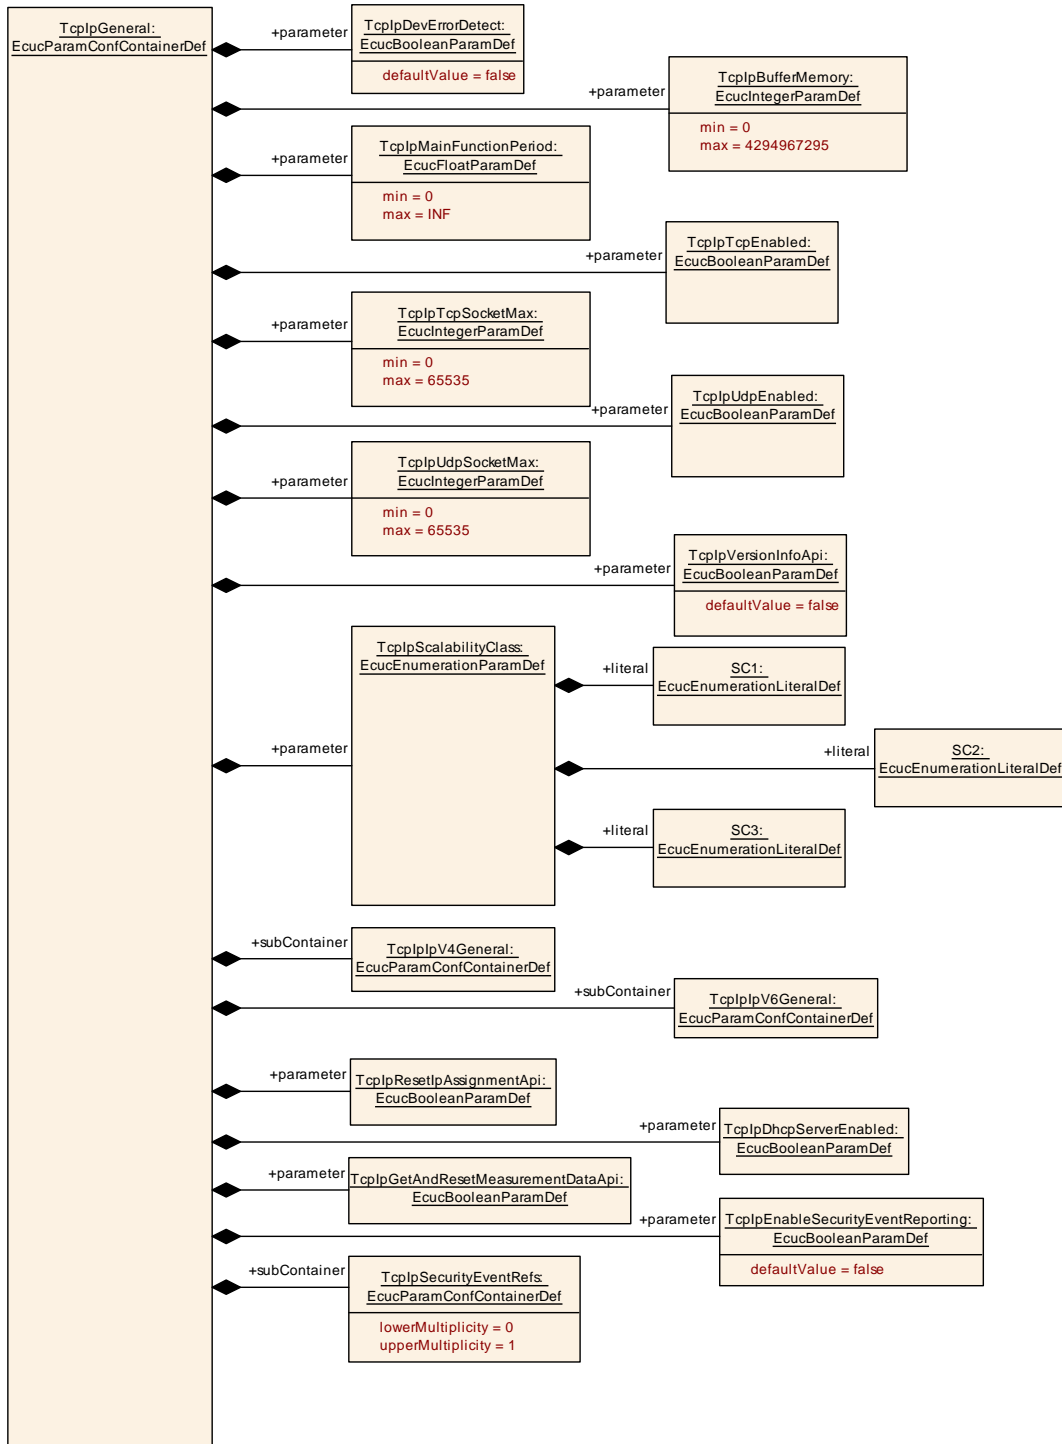 TcpIpGeneral:
EcucParamConfContainerDef
+parameter
TcpIpDevErrorDetect:
EcucBooleanParamDef
defaultValue = false
+parameter
TcpIpBufferMemory:
EcucIntegerParamDef
min = 0
max = 4294967295
+parameter
TcpIpMainFunctionPeriod:
EcucFloatParamDef
min = 0
max = INF
+parameter
TcpIpTcpEnabled:
EcucBooleanParamDef
+parameter
TcpIpTcpSocketMax:
EcucIntegerParamDef
min = 0
max = 65535
+parameter
TcpIpUdpEnabled:
EcucBooleanParamDef
+parameter
TcpIpUdpSocketMax:
EcucIntegerParamDef
min = 0
max = 65535
+parameter
TcpIpVersionInfoApi:
EcucBooleanParamDef
defaultValue = false
+parameter
TcpIpScalabilityClass:
EcucEnumerationParamDef
+literal
SC1:
EcucEnumerationLiteralDef
+literal
SC2:
EcucEnumerationLiteralDef
+literal
SC3:
EcucEnumerationLiteralDef
+subContainer
TcpIpIpV4General:
EcucParamConfContainerDef
+subContainer
TcpIpIpV6General:
EcucParamConfContainerDef
+parameter
TcpIpResetIpAssignmentApi:
EcucBooleanParamDef
+parameter
TcpIpDhcpServerEnabled:
EcucBooleanParamDef
+parameter
TcpIpGetAndResetMeasurementDataApi:
EcucBooleanParamDef
+parameter
TcpIpEnableSecurityEventReporting:
EcucBooleanParamDef
defaultValue = false
+subContainer
TcpIpSecurityEventRefs:
EcucParamConfContainerDef
lowerMultiplicity = 0
upperMultiplicity = 1